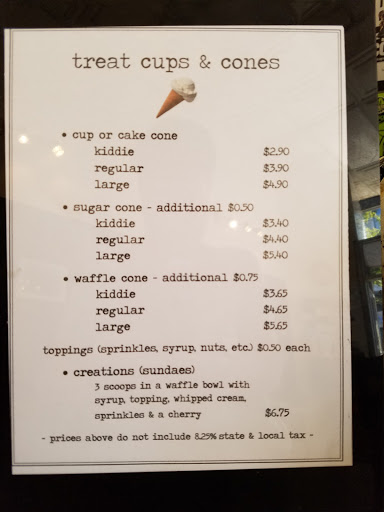 treat cups & cones
• cup or cake cone
kiddie $2.90
regular $3.90
large $4.90
• sugar cone - additional $0.50
kiddie $3.40
regular $4.40
large $5.40
• waffle cone - additional $0.75
kiddie $3.65
regular $4.65
large $5.65
toppings (sprinkles, syrup, nuts, etc.) $0.50 each
• creations (sundaes)
3 scoops in a waffle bowl with
syrup, topping, whipped cream,
sprinkles & a cherry $6.75
- prices above do not include 8.25% state & local tax -